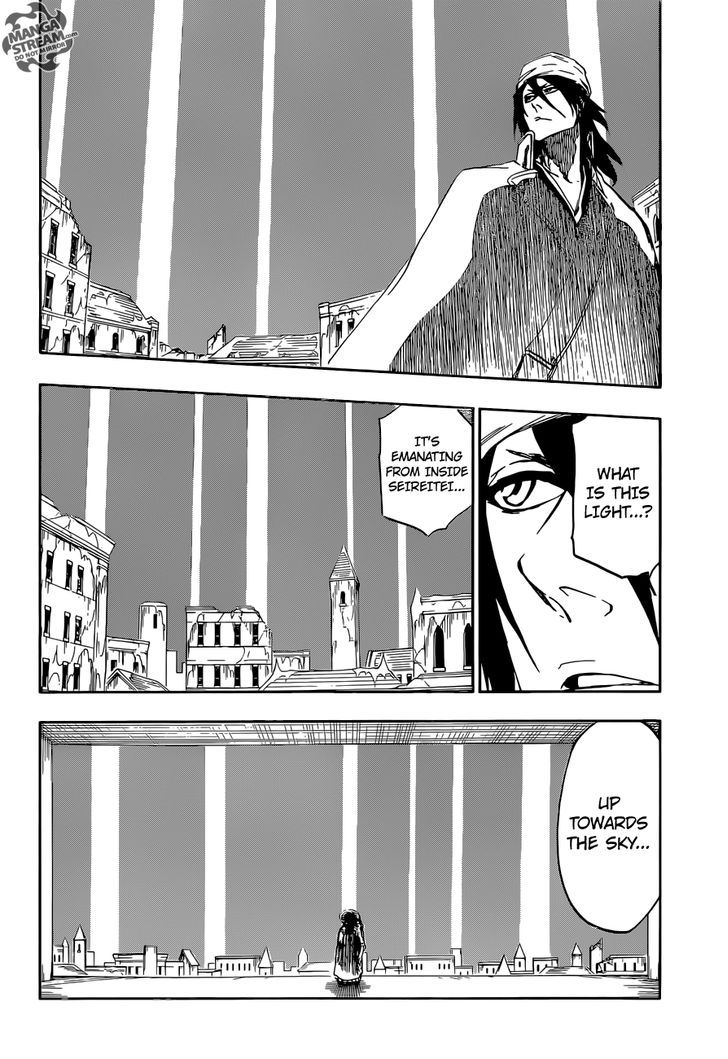 MANGA
STREAM.com
DO NOT MIRROR
WHAT
IS THIS
LIGHT...?
IT'S
EMANATING
FROM INSIDE
SEIREITEI...
UP
TOWARDS
THE SKY...